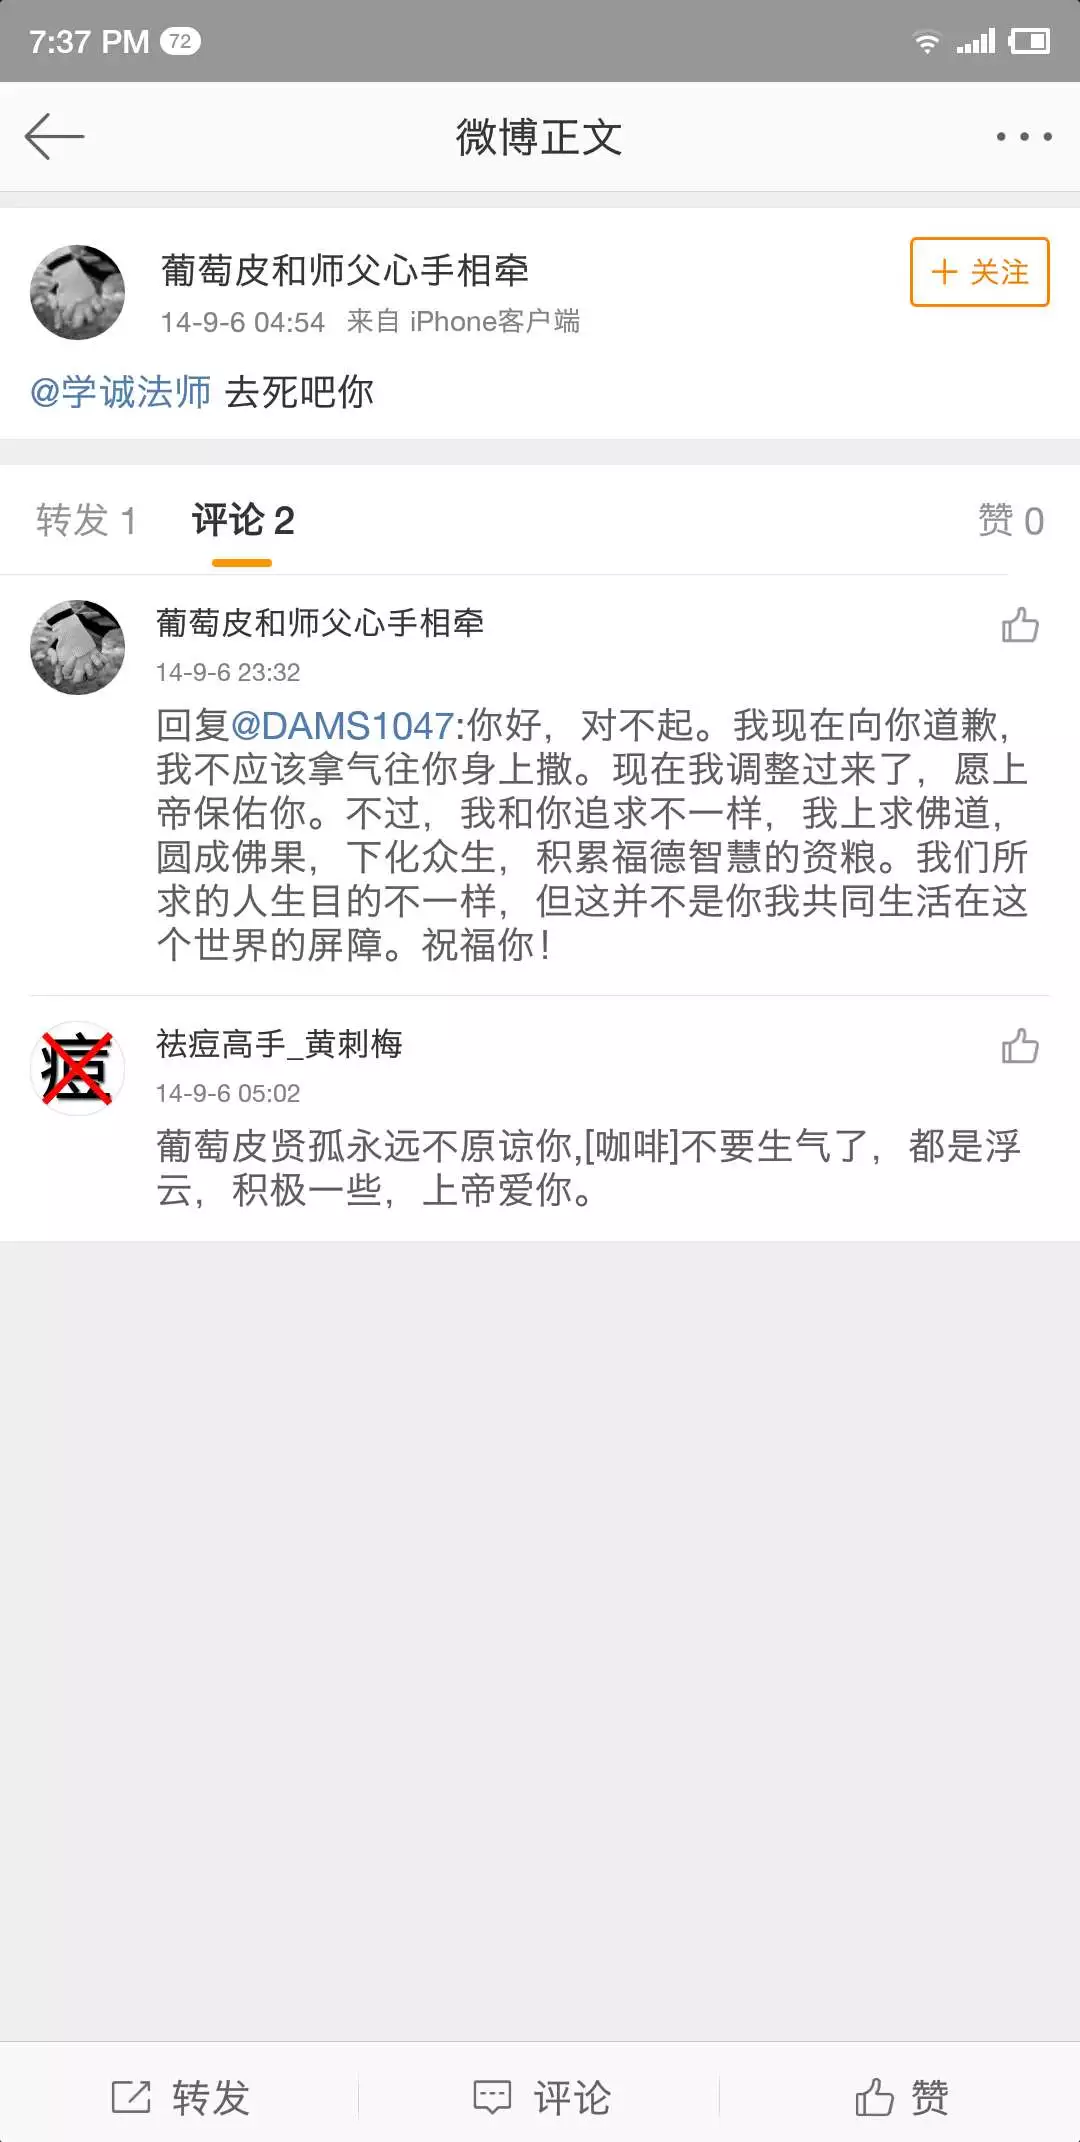 7:37 PM 72
微博正文
葡萄皮和师父心手相牵
+ 关注
14-9-6 04:54 来自 iPhone客户端
@学诚法师 去死吧你
转发 1 评论 2 赞 0
葡萄皮和师父心手相牵
14-9-6 23:32
回复@DAMS1047:你好，对不起。我现在向你道歉，
我不应该拿气往你身上撒。现在我调整过来了，愿上
帝保佑你。不过，我和你追求不一样，我上求佛道，
圆成佛果，下化众生，积累福德智慧的资粮。我们所
求的人生目的不一样，但这并不是你我共同生活在这
个世界的屏障。祝福你！
祛痘高手_黄刺梅
痘
14-9-6 05:02
葡萄皮贤孤永远不原谅你,[咖啡]不要生气了，都是浮
云，积极一些，上帝爱你。
转发 评论 赞